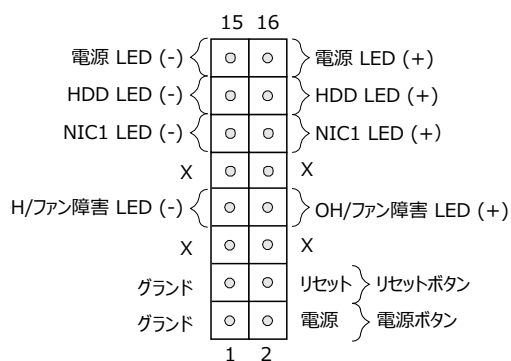 15 16
電源 LED (-) 電源 LED (+)
HDD LED (-) HDD LED (+)
NIC1 LED (-) NIC1 LED (+)
X X
H/ファン障害 LED (-) OH/ファン障害 LED (+)
X X
グランド リセット リセットボタン
グランド 電源 電源ボタン
1 2